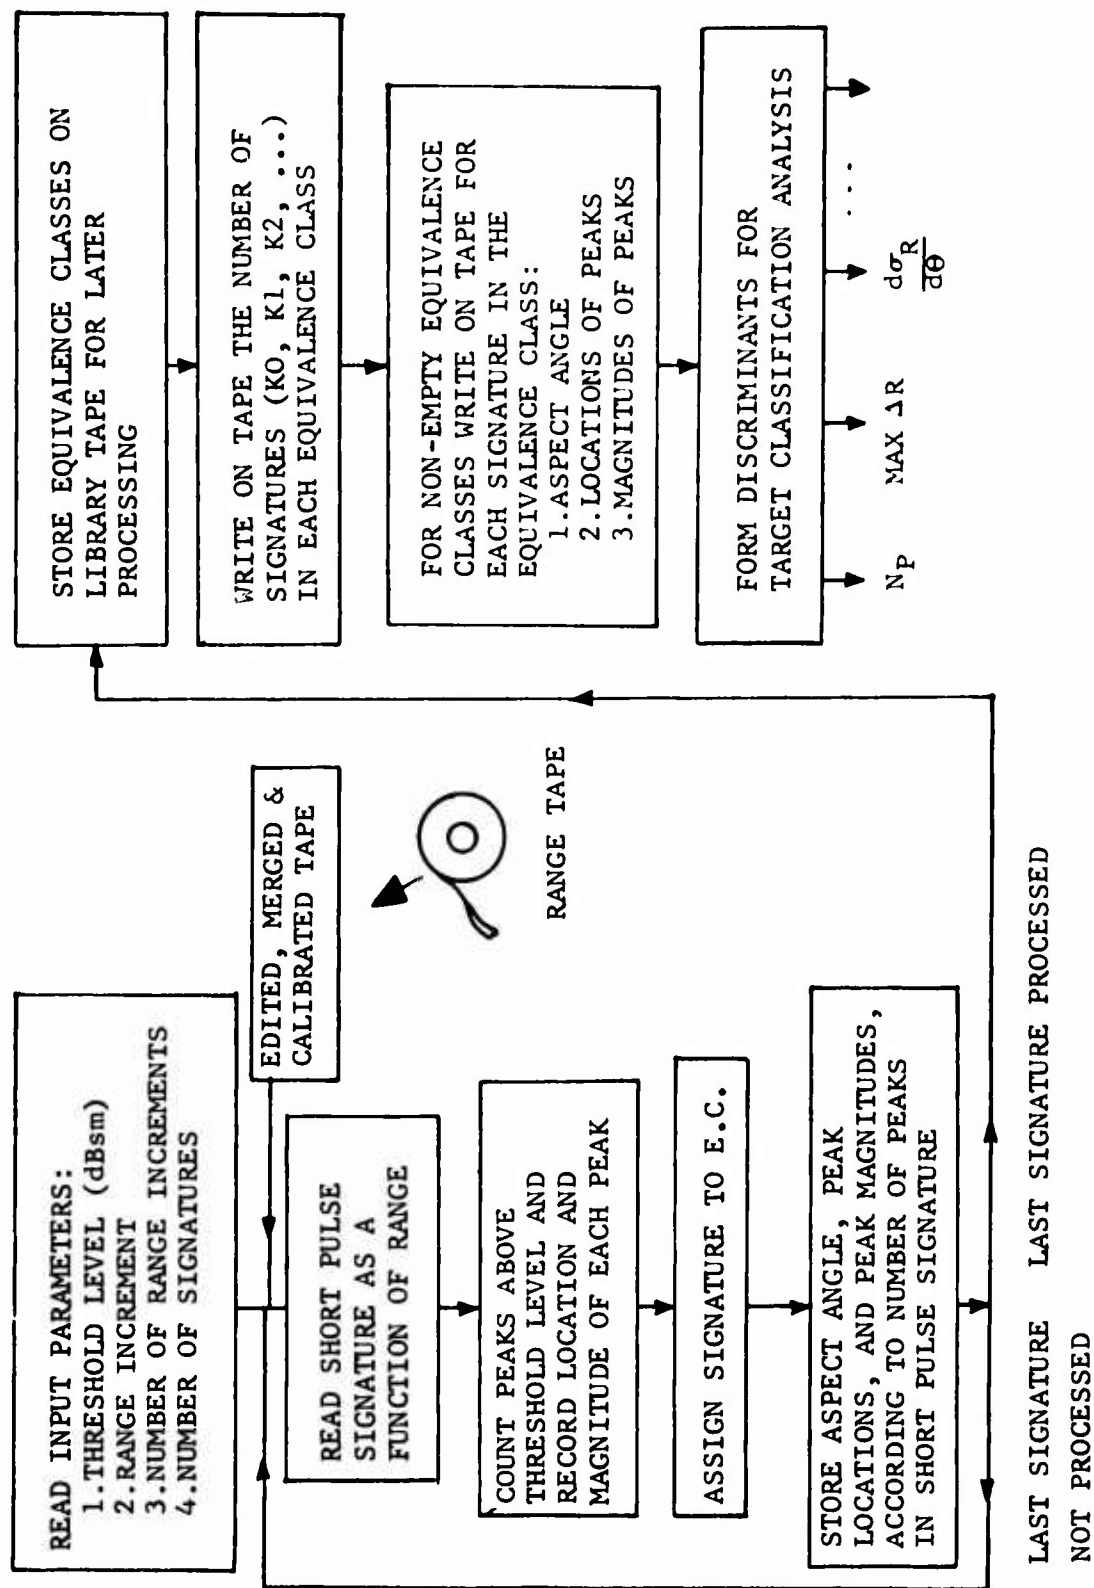 READ INPUT PARAMETERS:
1.THRESHOLD LEVEL (dBsm)
2.RANGE INCREMENT
3.NUMBER OF RANGE INCREMENTS
4.NUMBER OF SIGNATURES
EDITED, MERGED &
CALIBRATED TAPE
RANGE TAPE
READ SHORT PULSE
SIGNATURE AS A
FUNCTION OF RANGE
COUNT PEAKS ABOVE
THRESHOLD LEVEL AND
RECORD LOCATION AND
MAGNITUDE OF EACH PEAK
ASSIGN SIGNATURE TO E.C.
STORE ASPECT ANGLE, PEAK
LOCATIONS, AND PEAK MAGNITUDES,
ACCORDING TO NUMBER OF PEAKS
IN SHORT PULSE SIGNATURE
LAST SIGNATURE
NOT PROCESSED
LAST SIGNATURE PROCESSED
STORE EQUIVALENCE CLASSES ON
LIBRARY TAPE FOR LATER
PROCESSING
WRITE ON TAPE THE NUMBER OF
SIGNATURES (KO, K1, K2, ...)
IN EACH EQUIVALENCE CLASS
FOR NON-EMPTY EQUIVALENCE
CLASSES WRITE ON TAPE FOR
EACH SIGNATURE IN THE
EQUIVALENCE CLASS:
1.ASPECT ANGLE
2.LOCATIONS OF PEAKS
3.MAGNITUDES OF PEAKS
FORM DISCRIMINANTS FOR
TARGET CLASSIFICATION ANALYSIS
NP
MAX ΔR
dσR
dθ
...